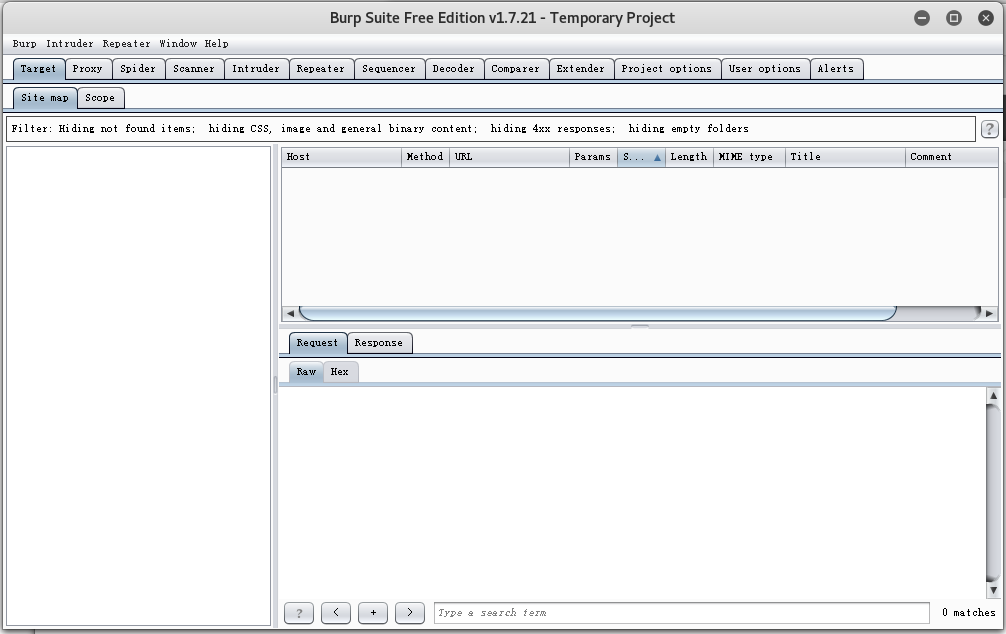 Burp Suite Free Edition v1.7.21 - Temporary Project
Burp Intruder Repeater Window Help
Target Proxy Spider Scanner Intruder Repeater Sequencer Decoder Comparer Extender Project options User options Alerts
Site map Scope
Filter: Hiding not found items; hiding CSS, image and general binary content; hiding 4xx responses; hiding empty folders
?
Host Method URL Params S... Length MIME type Title Comment
Request Response
Raw Hex
? < + > Type a search term 0 matches